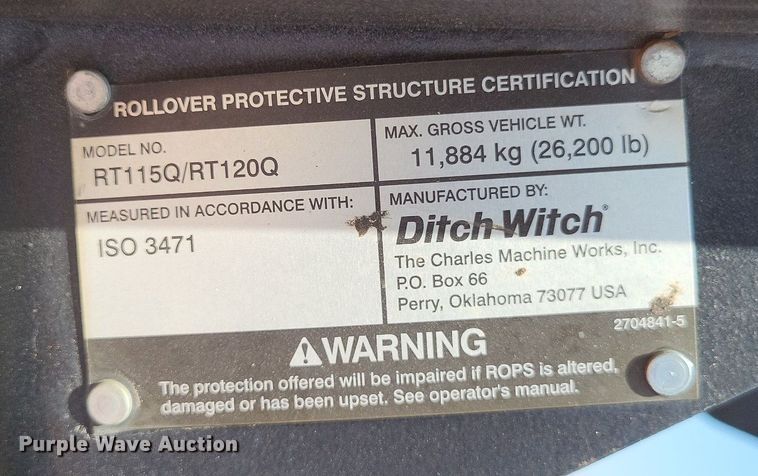 ROLLOVER PROTECTIVE STRUCTURE CERTIFICATION
MODEL NO.
RT115Q/RT120Q
MAX. GROSS VEHICLE WT.
11,884 kg (26,200 lb)
MEASURED IN ACCORDANCE WITH:
ISO 3471
MANUFACTURED BY:
Ditch Witch®
The Charles Machine Works, Inc.
P.O. Box 66
Perry, Oklahoma 73077 USA
2704841-5
⚠WARNING
The protection offered will be impaired if ROPS is altered,
damaged or has been upset. See operator's manual.
Purple Wave Auction